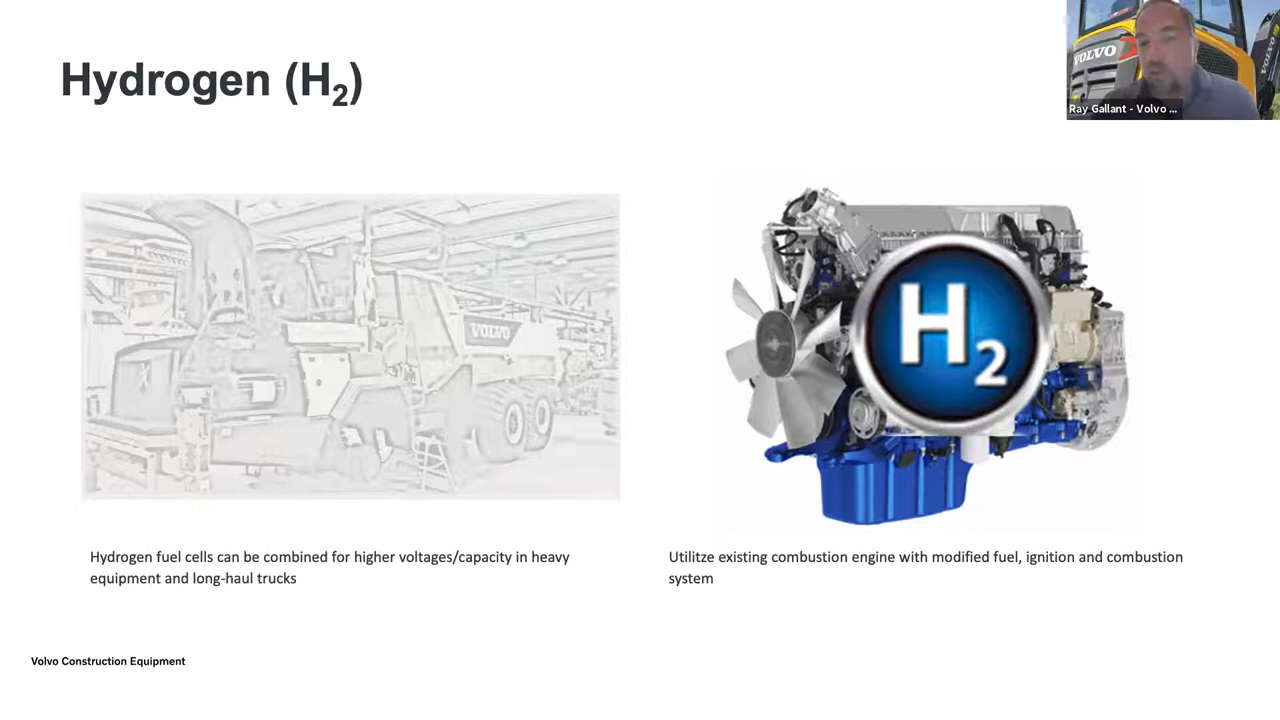 Hydrogen (H2)
VOLVO
VOLVO
Ray Gallant - Volvo ...
VOLVO
H2
Hydrogen fuel cells can be combined for higher voltages/capacity in heavy
equipment and long-haul trucks
Utilitze existing combustion engine with modified fuel, ignition and combustion
system
Volvo Construction Equipment